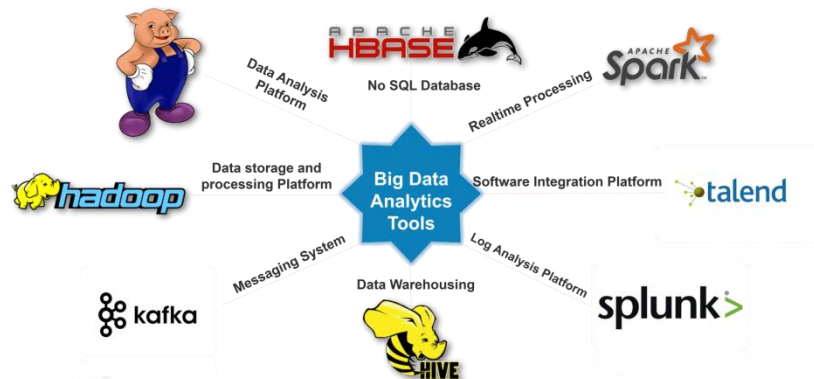 APACHE
HBASE
APACHE
Spark
TM
Data Analysis
Platform
No SQL Database
Realtime Processing
hadoop
Data storage and
processing Platform
Big Data
Analytics
Tools
Software Integration Platform
talend
Messaging System
Data Warehousing
Log Analysis Platform
kafka
HIVE
splunk>